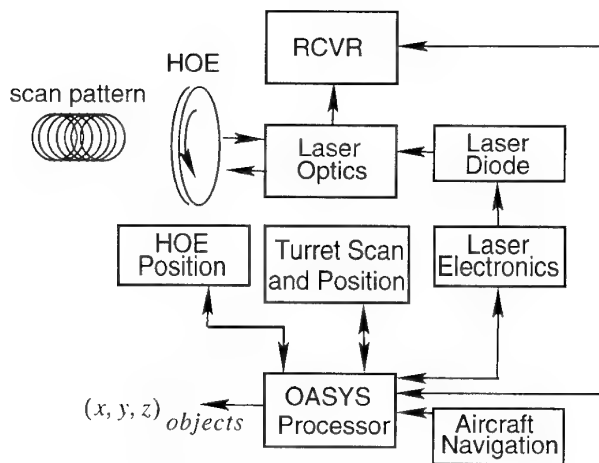 RCVR
HOE
scan pattern
Laser
Optics
Laser
Diode
HOE
Position
Turret Scan
and Position
Laser
Electronics
(x, y, z) objects
OASYS
Processor
Aircraft
Navigation